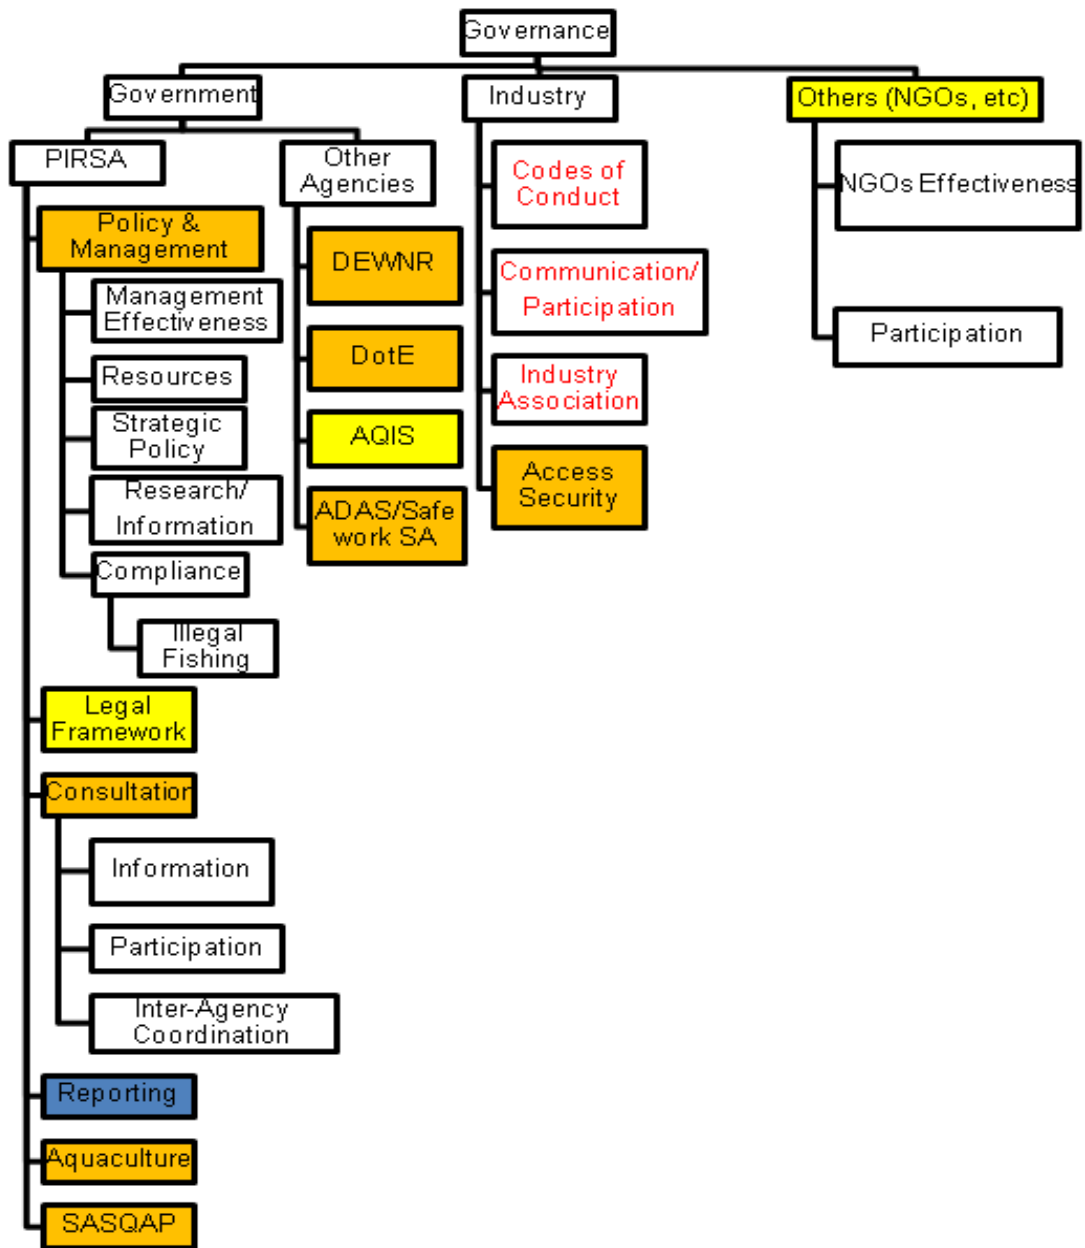 Governance
Government
Industry
Others (NGOs, etc)
PIRSA
Policy &
Management
Management
Effectiveness
Resources
Strategic
Policy
Research/
Information
Compliance
Illegal
Fishing
Legal
Framework
Consultation
Information
Participation
Inter-Agency
Coordination
Reporting
Aquaculture
SASQAP
Other
Agencies
DEWNR
DotE
AQIS
ADAS/Safe
work SA
Codes of
Conduct
Communication/
Participation
Industry
Association
Access
Security
NGOs Effectiveness
Participation